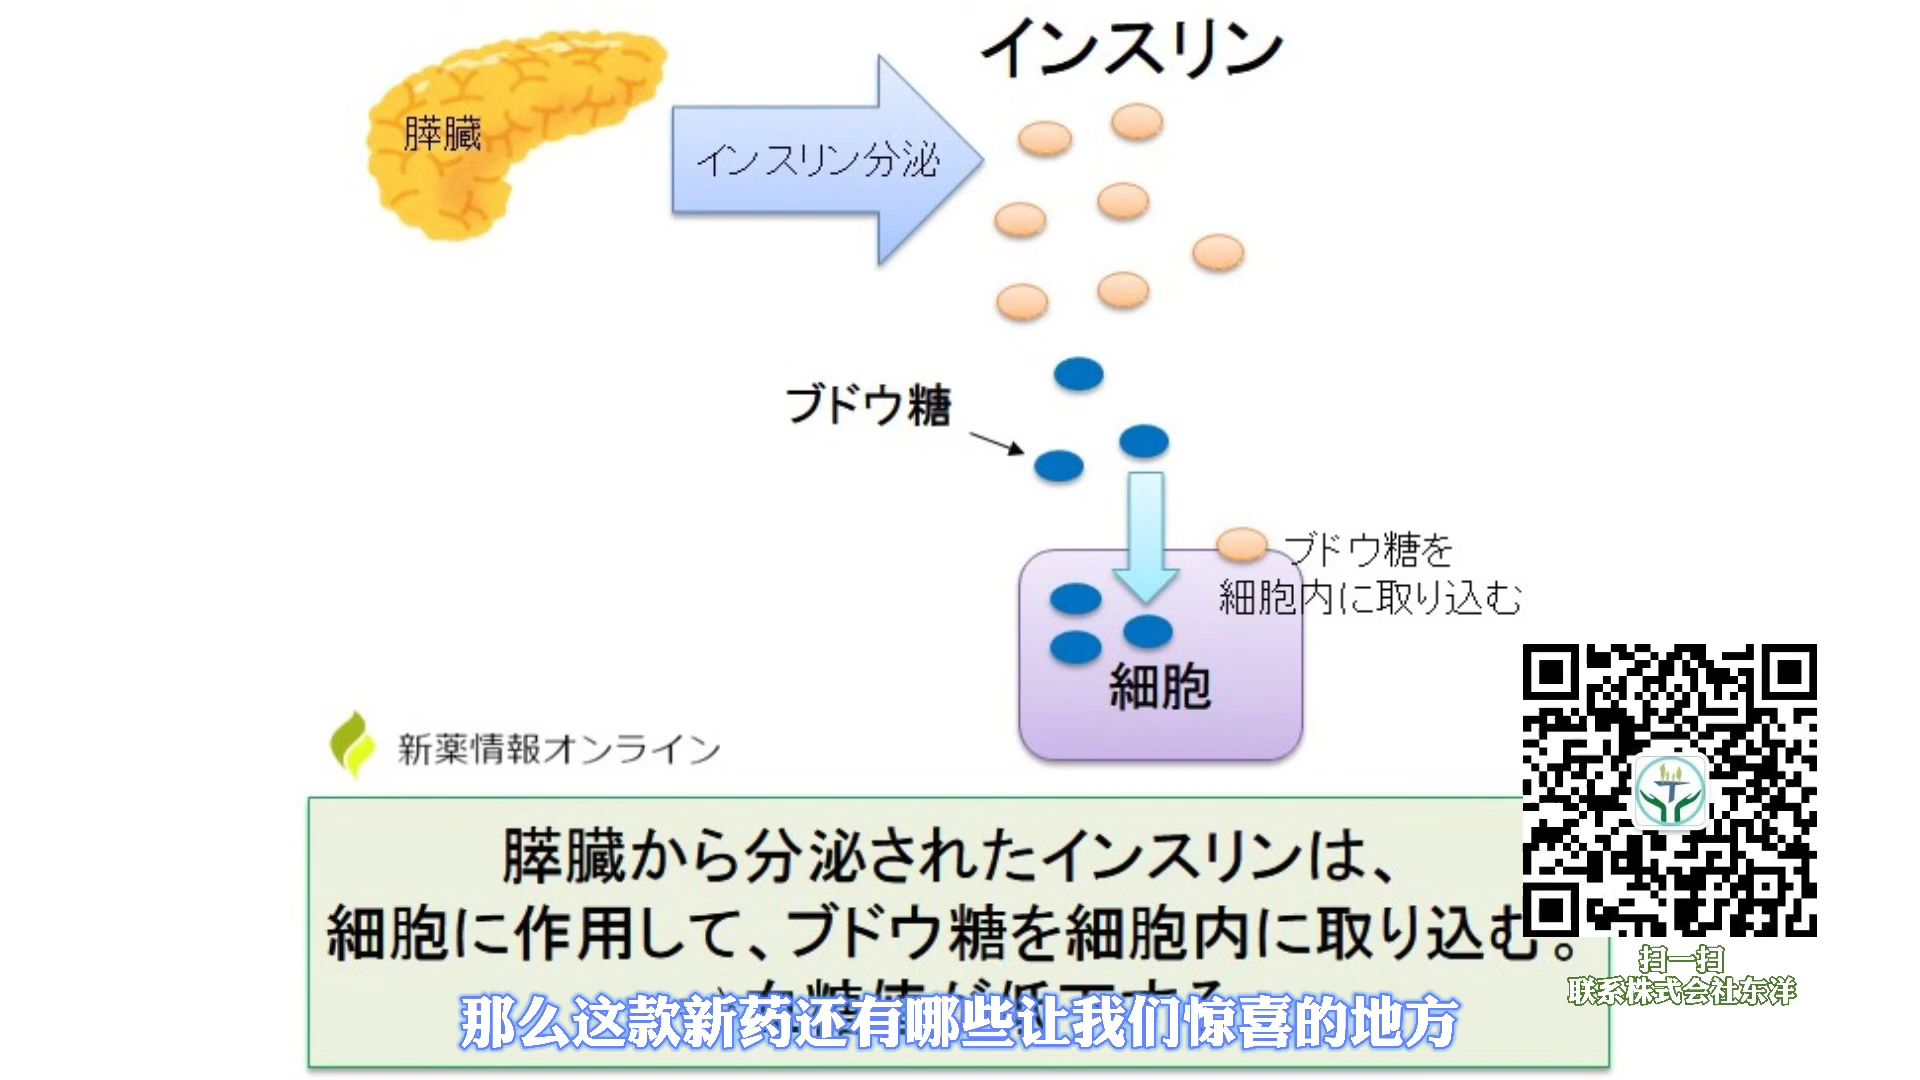 インスリン
膵臓
インスリン分泌
ブドウ糖
ブドウ糖を
細胞内に取り込む
細胞
新薬情報オンライン
膵臓から分泌されたインスリンは、
細胞に作用して、ブドウ糖を細胞内に取り込む。
扫一扫
联系株式会社东洋
那么这款新药还有哪些让我们惊喜的地方